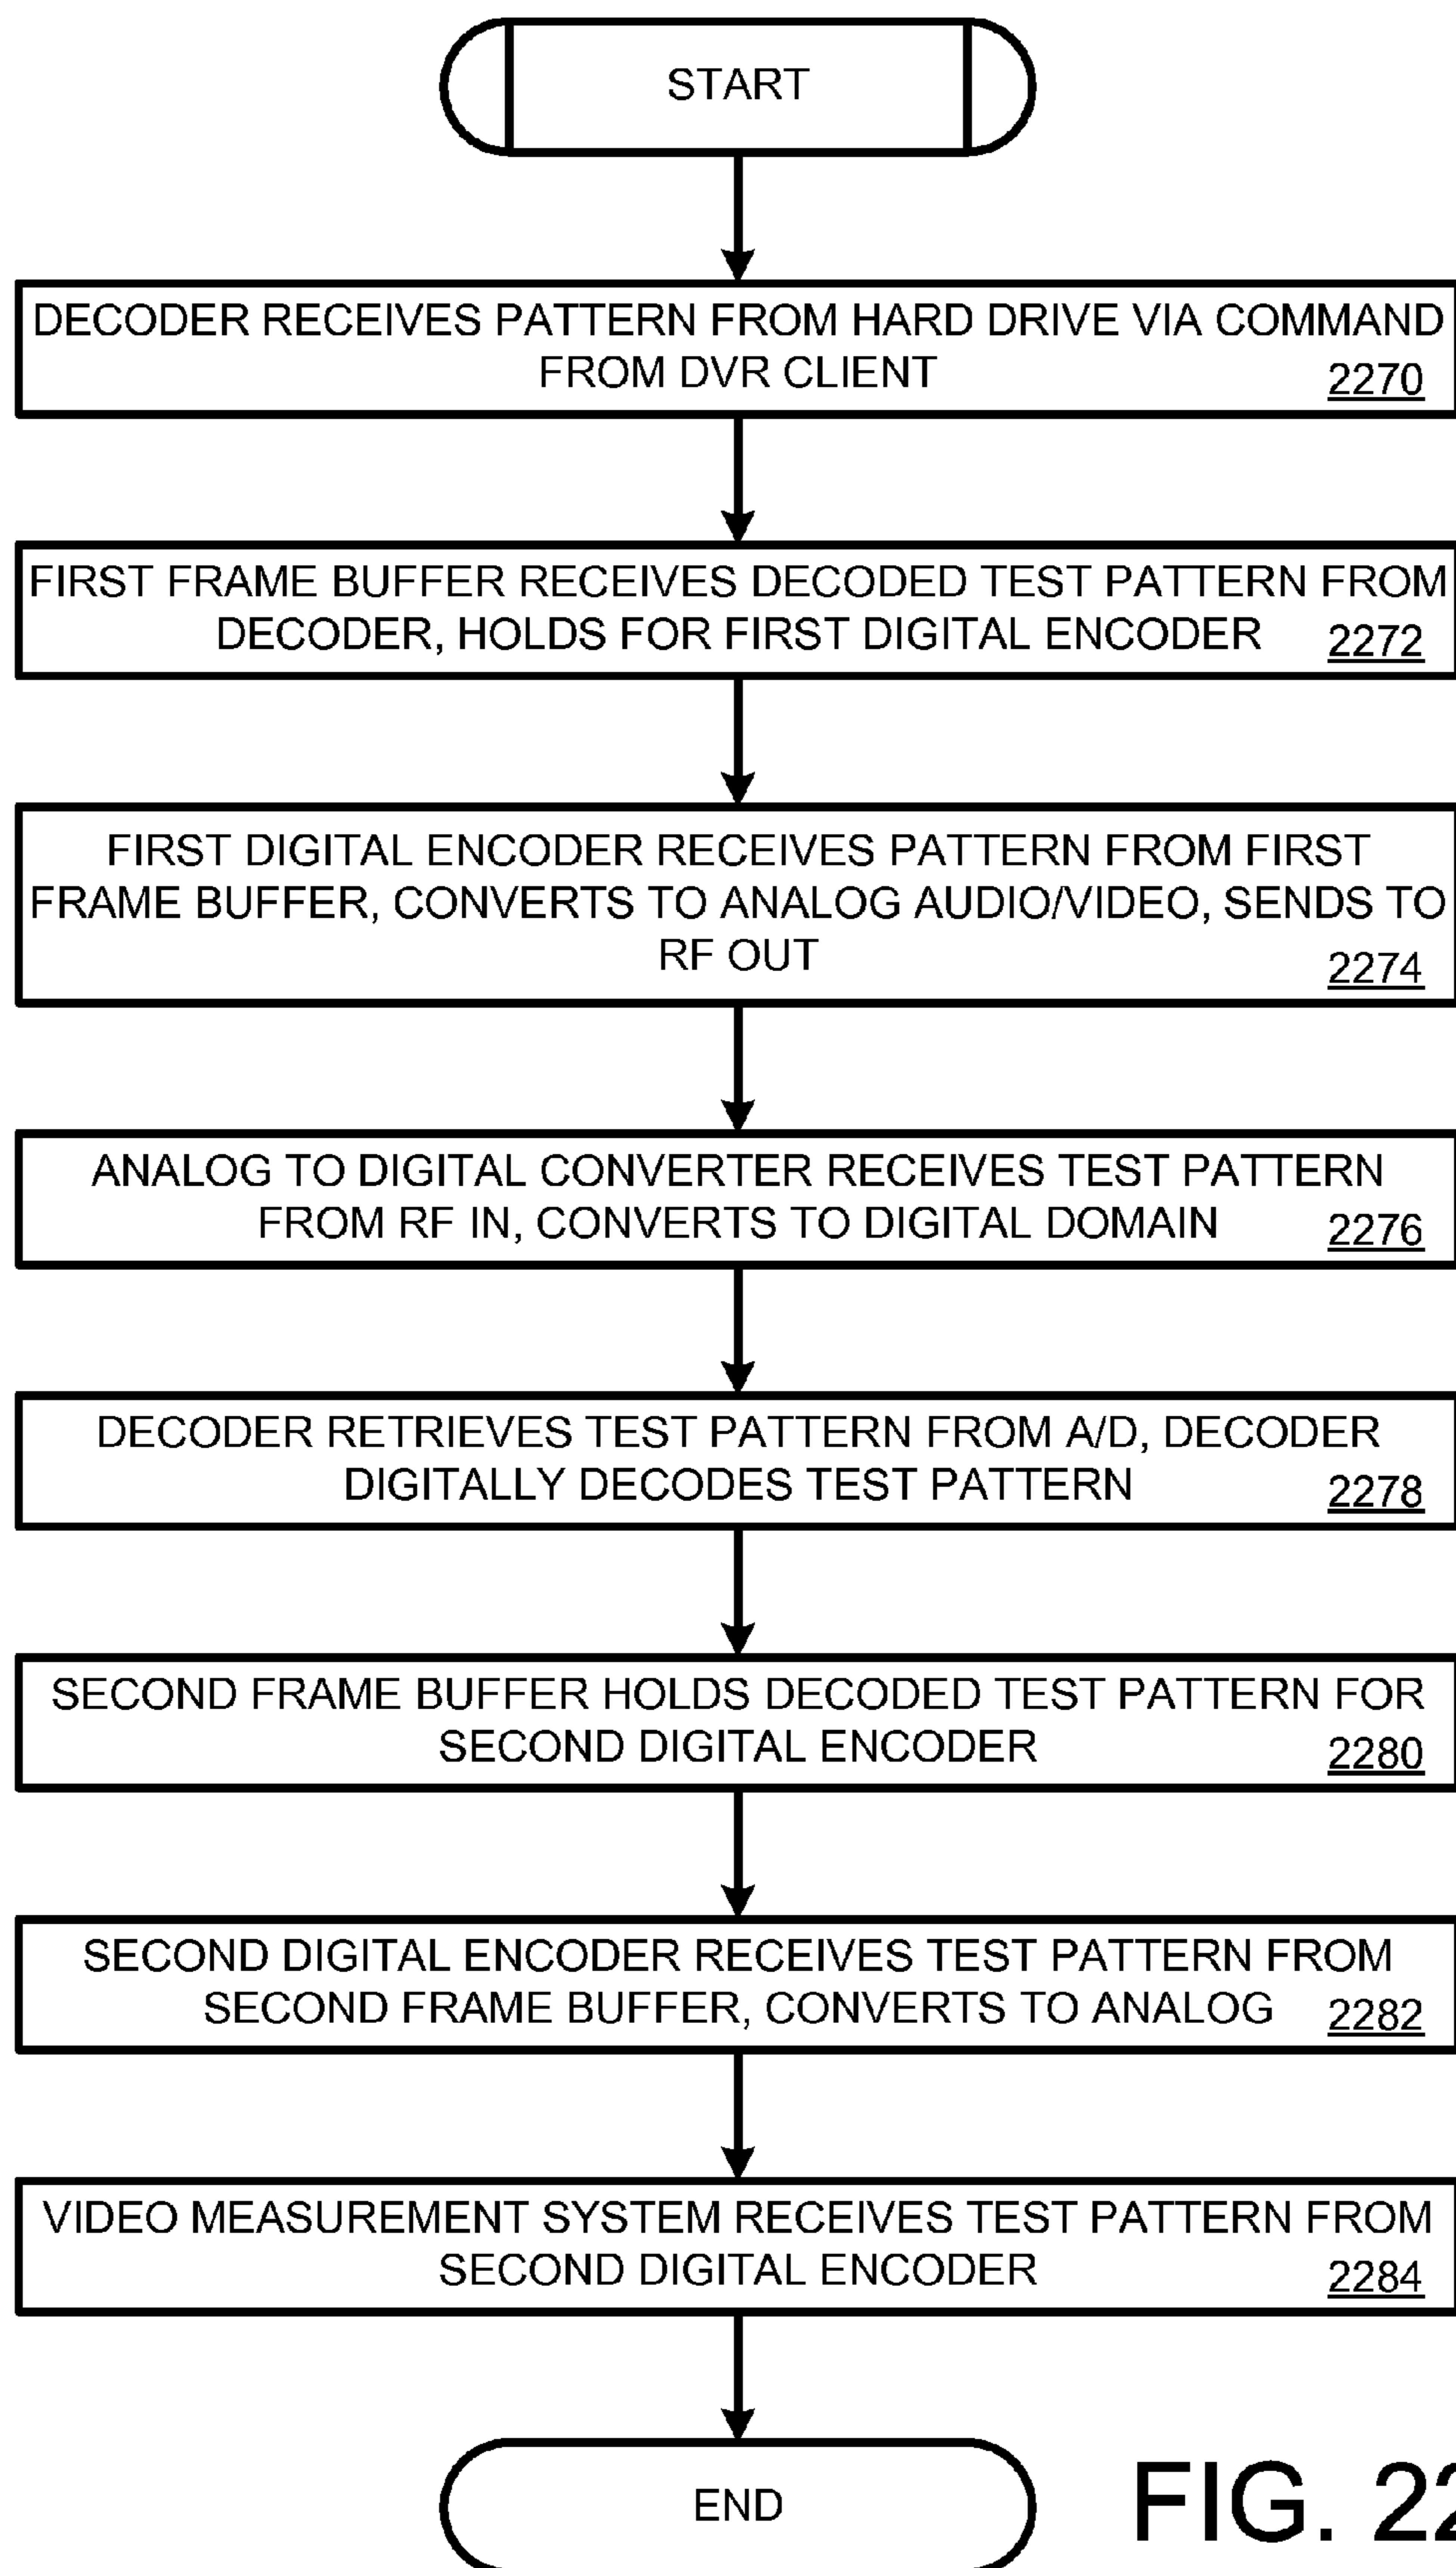 START
DECODER RECEIVES PATTERN FROM HARD DRIVE VIA COMMAND
FROM DVR CLIENT
2270
FIRST FRAME BUFFER RECEIVES DECODED TEST PATTERN FROM
DECODER, HOLDS FOR FIRST DIGITAL ENCODER
2272
FIRST DIGITAL ENCODER RECEIVES PATTERN FROM FIRST
FRAME BUFFER, CONVERTS TO ANALOG AUDIO/VIDEO, SENDS TO
RF OUT
2274
ANALOG TO DIGITAL CONVERTER RECEIVES TEST PATTERN
FROM RF IN, CONVERTS TO DIGITAL DOMAIN
2276
DECODER RETRIEVES TEST PATTERN FROM A/D, DECODER
DIGITALLY DECODES TEST PATTERN
2278
SECOND FRAME BUFFER HOLDS DECODED TEST PATTERN FOR
SECOND DIGITAL ENCODER
2280
SECOND DIGITAL ENCODER RECEIVES TEST PATTERN FROM
SECOND FRAME BUFFER, CONVERTS TO ANALOG
2282
VIDEO MEASUREMENT SYSTEM RECEIVES TEST PATTERN FROM
SECOND DIGITAL ENCODER
2284
END
FIG. 22